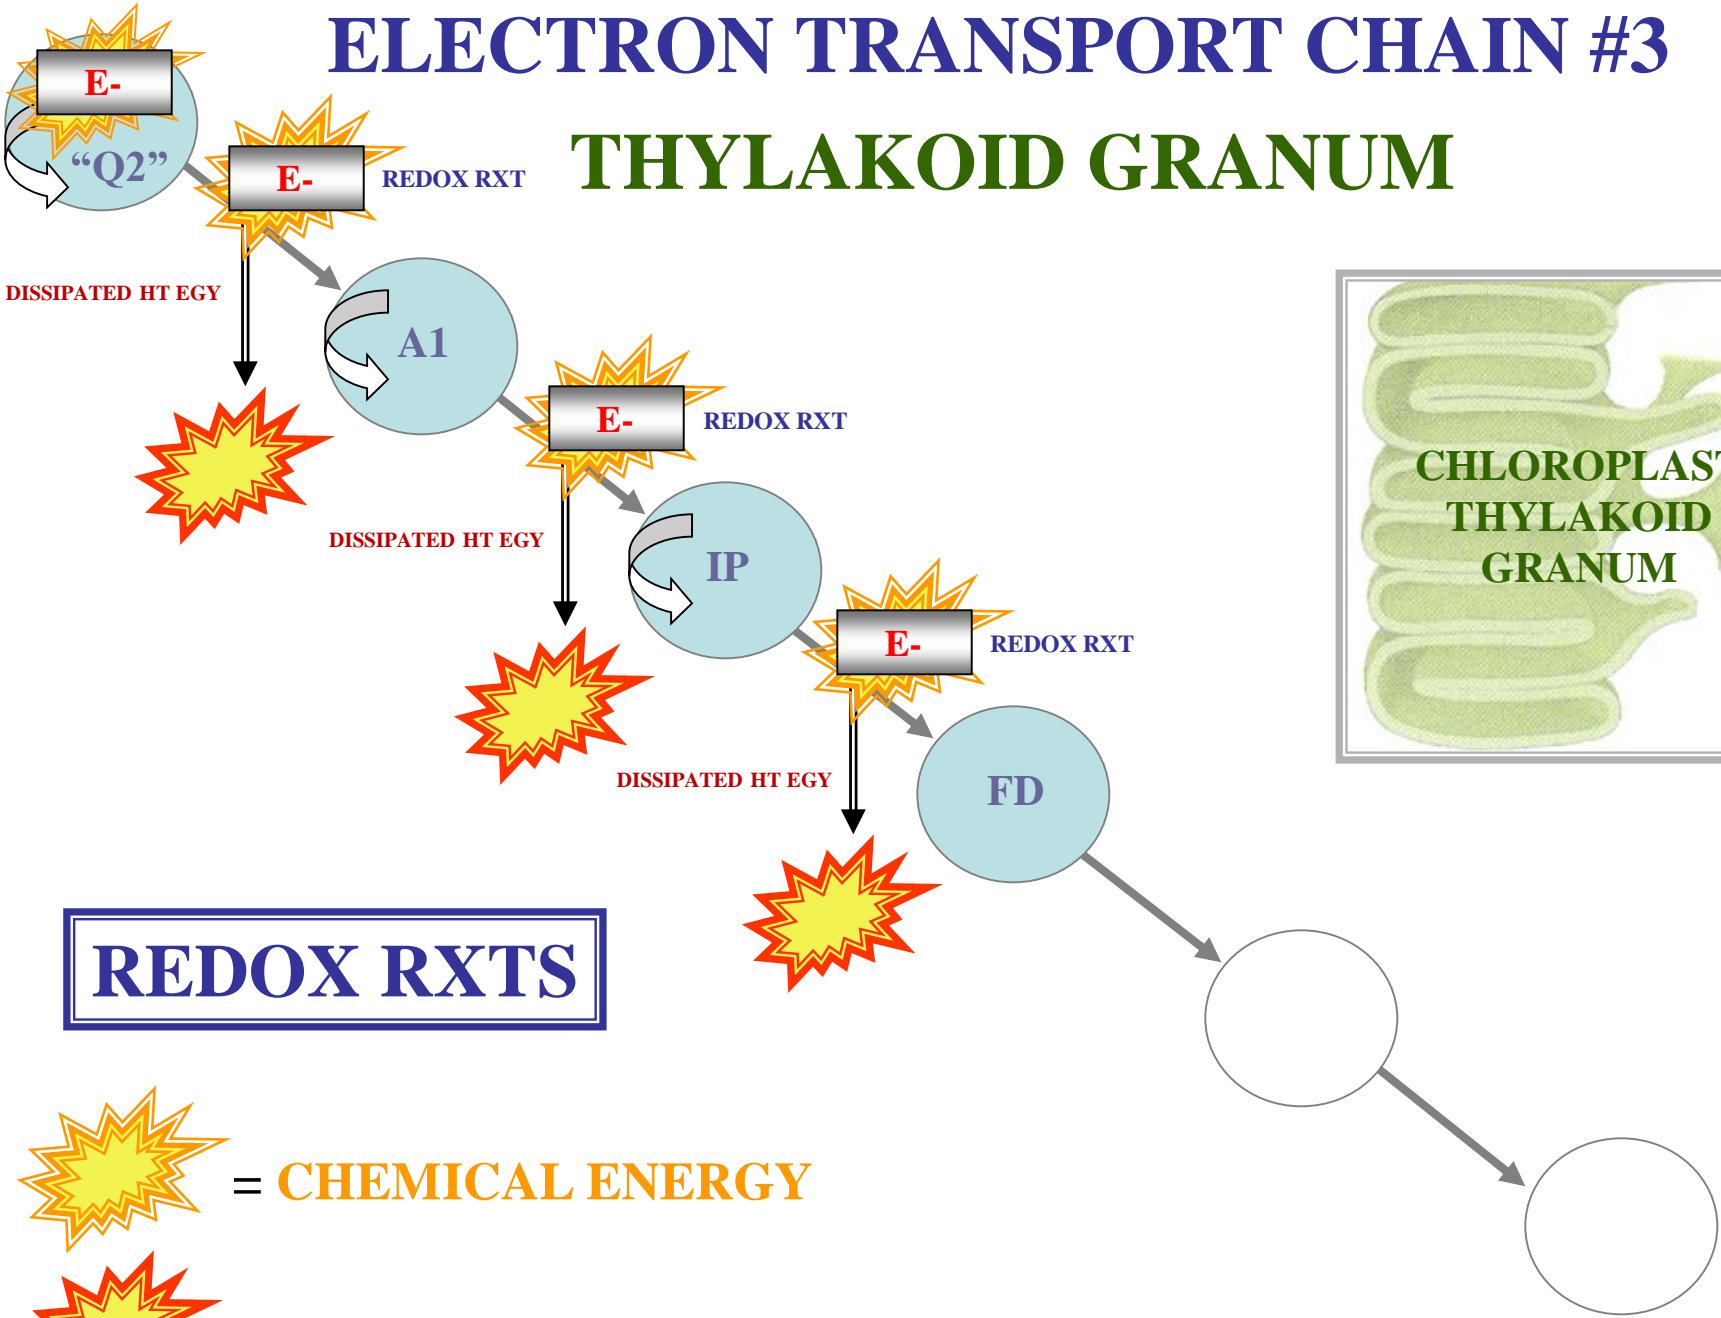 ELECTRON TRANSPORT CHAIN #3
THYLAKOID GRANUM
E-
“Q2”
E-
REDOX RXT
DISSIPATED HT EGY
A1
E-
REDOX RXT
DISSIPATED HT EGY
IP
E-
REDOX RXT
DISSIPATED HT EGY
FD
CHLOROPLAST
THYLAKOID
GRANUM
REDOX RXTS
= CHEMICAL ENERGY